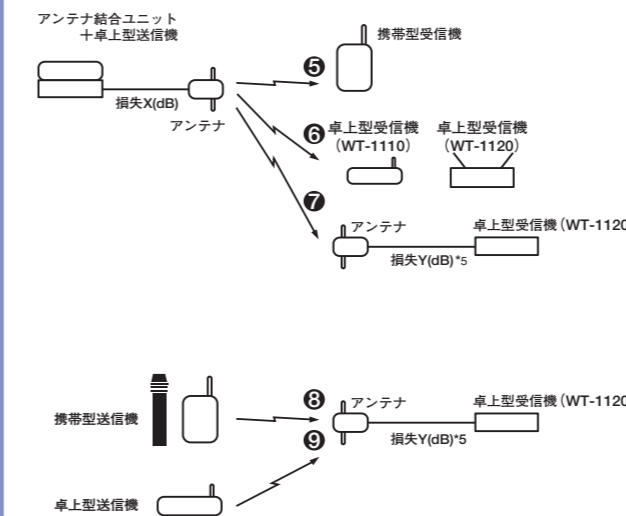 アンテナ結合ユニット
＋卓上型送信機
損失X(dB)
アンテナ
❺
携帯型受信機
❻
卓上型受信機
（WT-1110）
卓上型受信機
（WT-1120）
❼
アンテナ
損失Y(dB)*5
卓上型受信機（WT-1120
携帯型送信機
❽
❾
アンテナ
損失Y(dB)*5
卓上型受信機（WT-1120
卓上型送信機